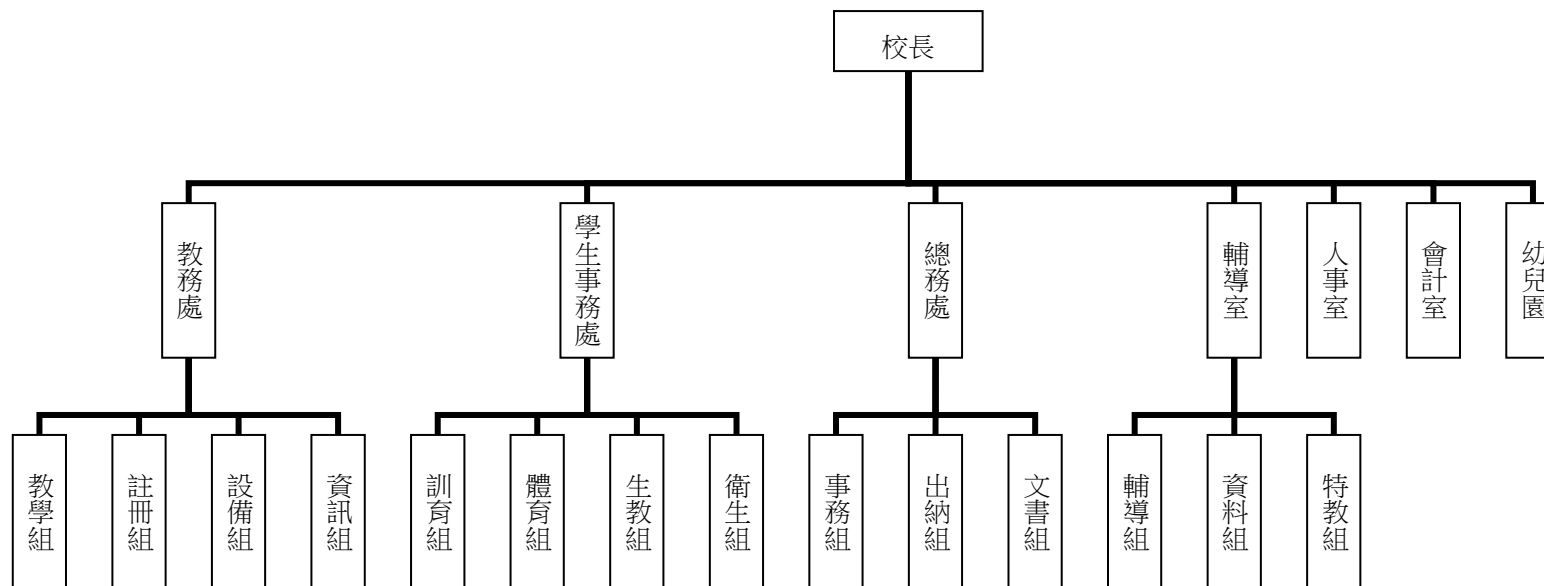 校長
教務處
學生事務處
總務處
輔導室
人事室
會計室
幼兒園
教學組
註冊組
設備組
資訊組
訓育組
體育組
生教組
衛生組
事務組
出納組
文書組
輔導組
資料組
特教組